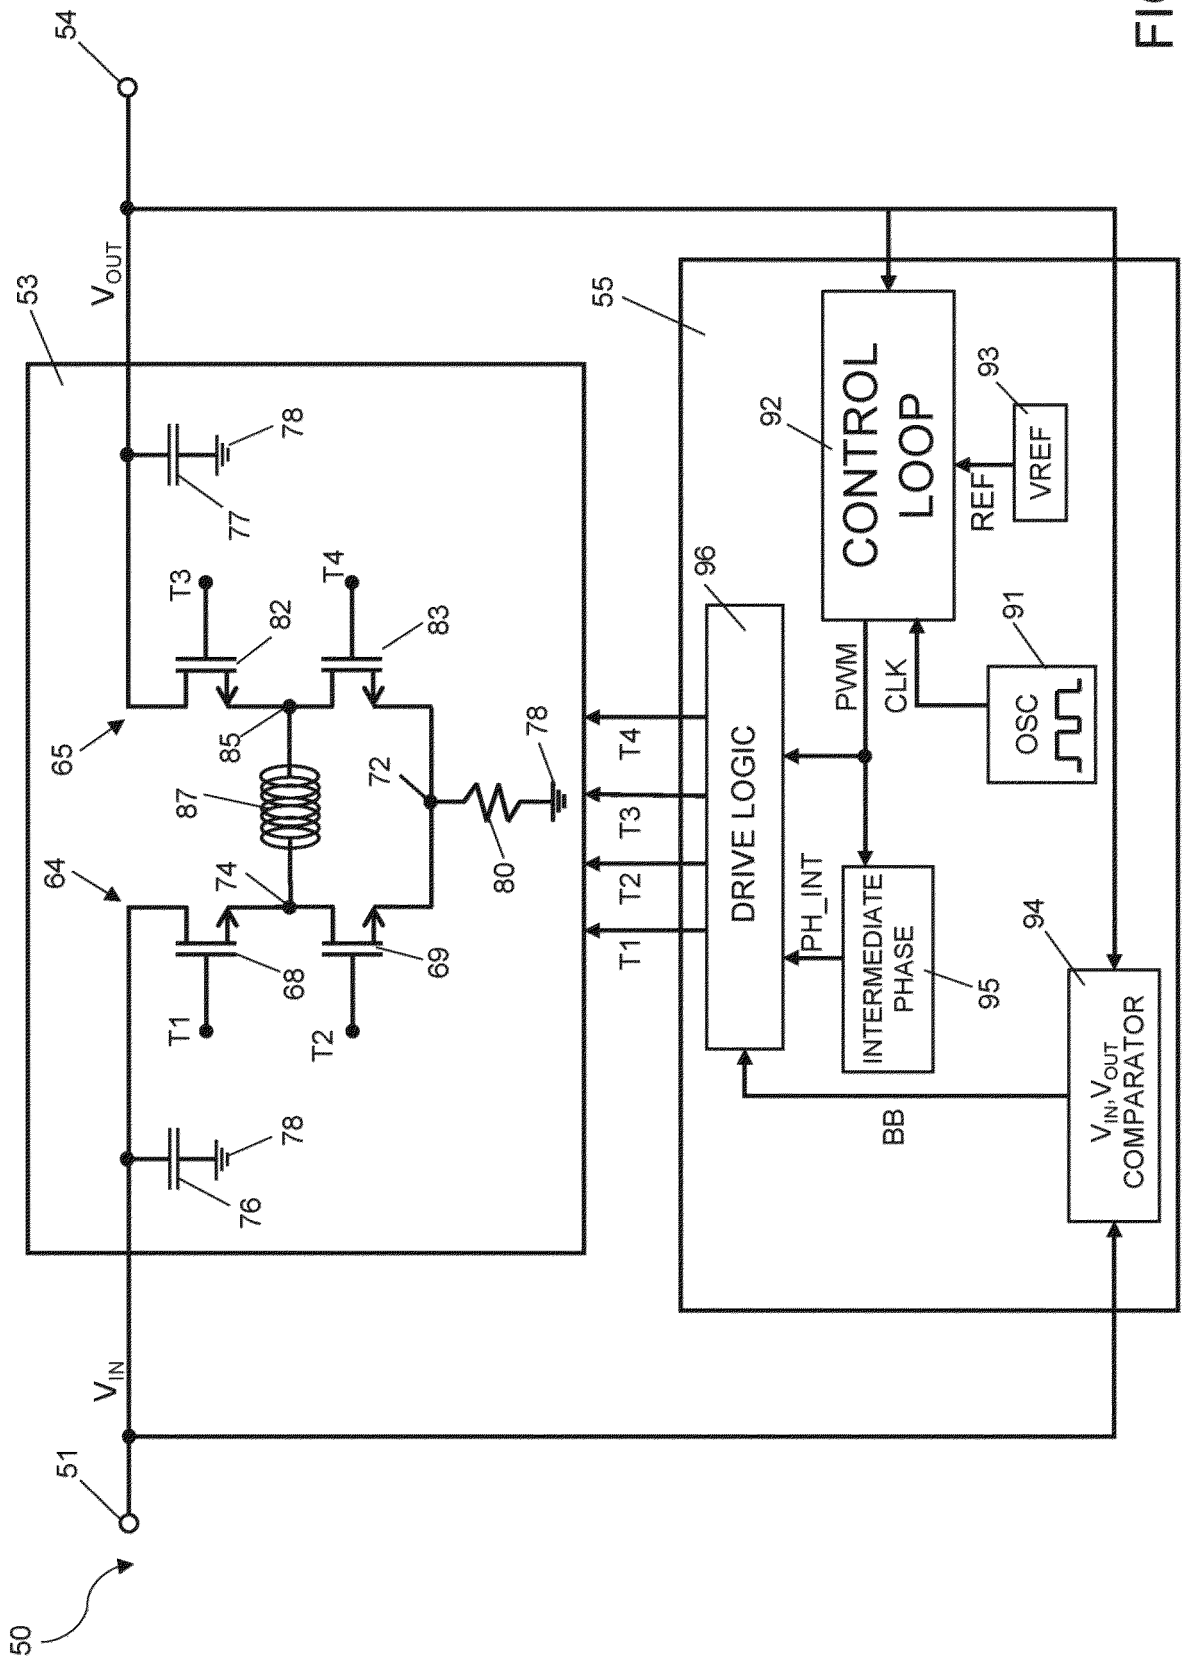 50
51
V_IN
V_OUT
54
53
64
65
T1
68
T2
69
74
87
85
72
80
78
76
78
T3
82
T4
83
77
78
T1
T2
T3
T4
55
DRIVE LOGIC
96
PH_INT
INTERMEDIATE
PHASE
95
PWM
CLK
CONTROL
LOOP
92
REF
VREF
93
OSC
91
BB
V_IN,V_OUT
COMPARATOR
94